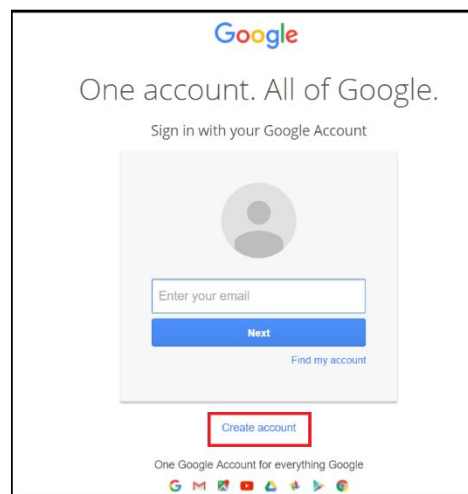 Google
One account. All of Google.
Sign in with your Google Account
Enter your email
Next
Find my account
Create account
One Google Account for everything Google